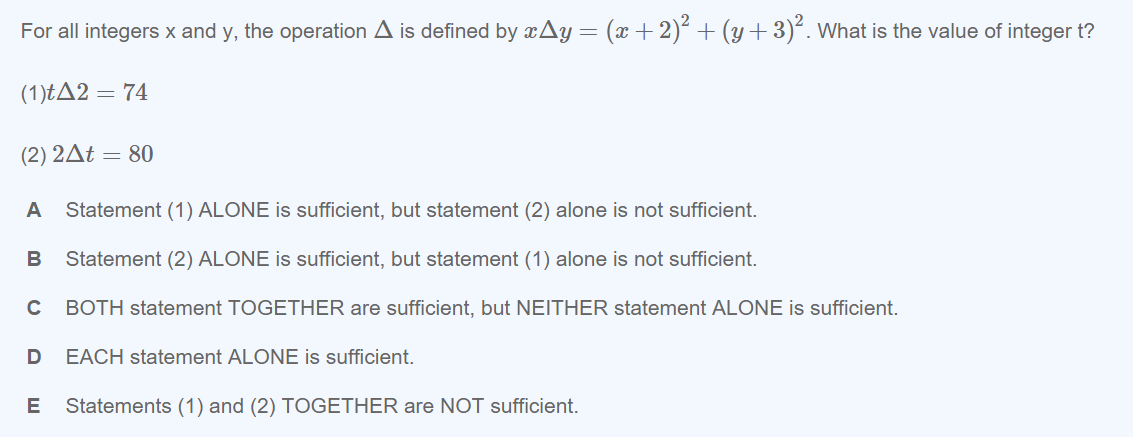 For all integers x and y, the operation Δ is defined by xΔy = (x + 2)² + (y + 3)². What is the value of integer t?
(1)tΔ2 = 74
(2) 2Δt = 80
A Statement (1) ALONE is sufficient, but statement (2) alone is not sufficient.
B Statement (2) ALONE is sufficient, but statement (1) alone is not sufficient.
C BOTH statement TOGETHER are sufficient, but NEITHER statement ALONE is sufficient.
D EACH statement ALONE is sufficient.
E Statements (1) and (2) TOGETHER are NOT sufficient.